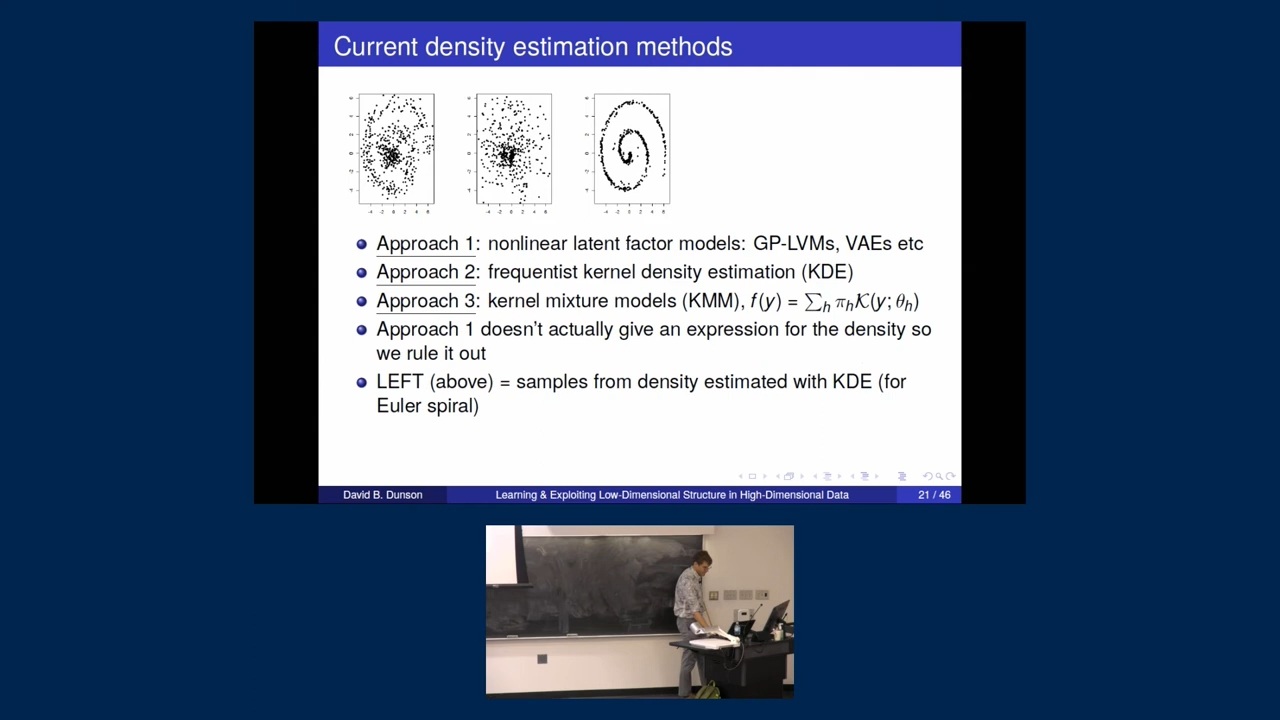 Current density estimation methods
Approach 1: nonlinear latent factor models: GP-LVMs, VAEs etc
Approach 2: frequentist kernel density estimation (KDE)
Approach 3: kernel mixture models (KMM), f(y) = ∑ₕ πₕ𝒦(y; θₕ)
Approach 1 doesn't actually give an expression for the density so
we rule it out
LEFT (above) = samples from density estimated with KDE (for
Euler spiral)
David B. Dunson
Learning & Exploiting Low-Dimensional Structure in High-Dimensional Data
21 / 46